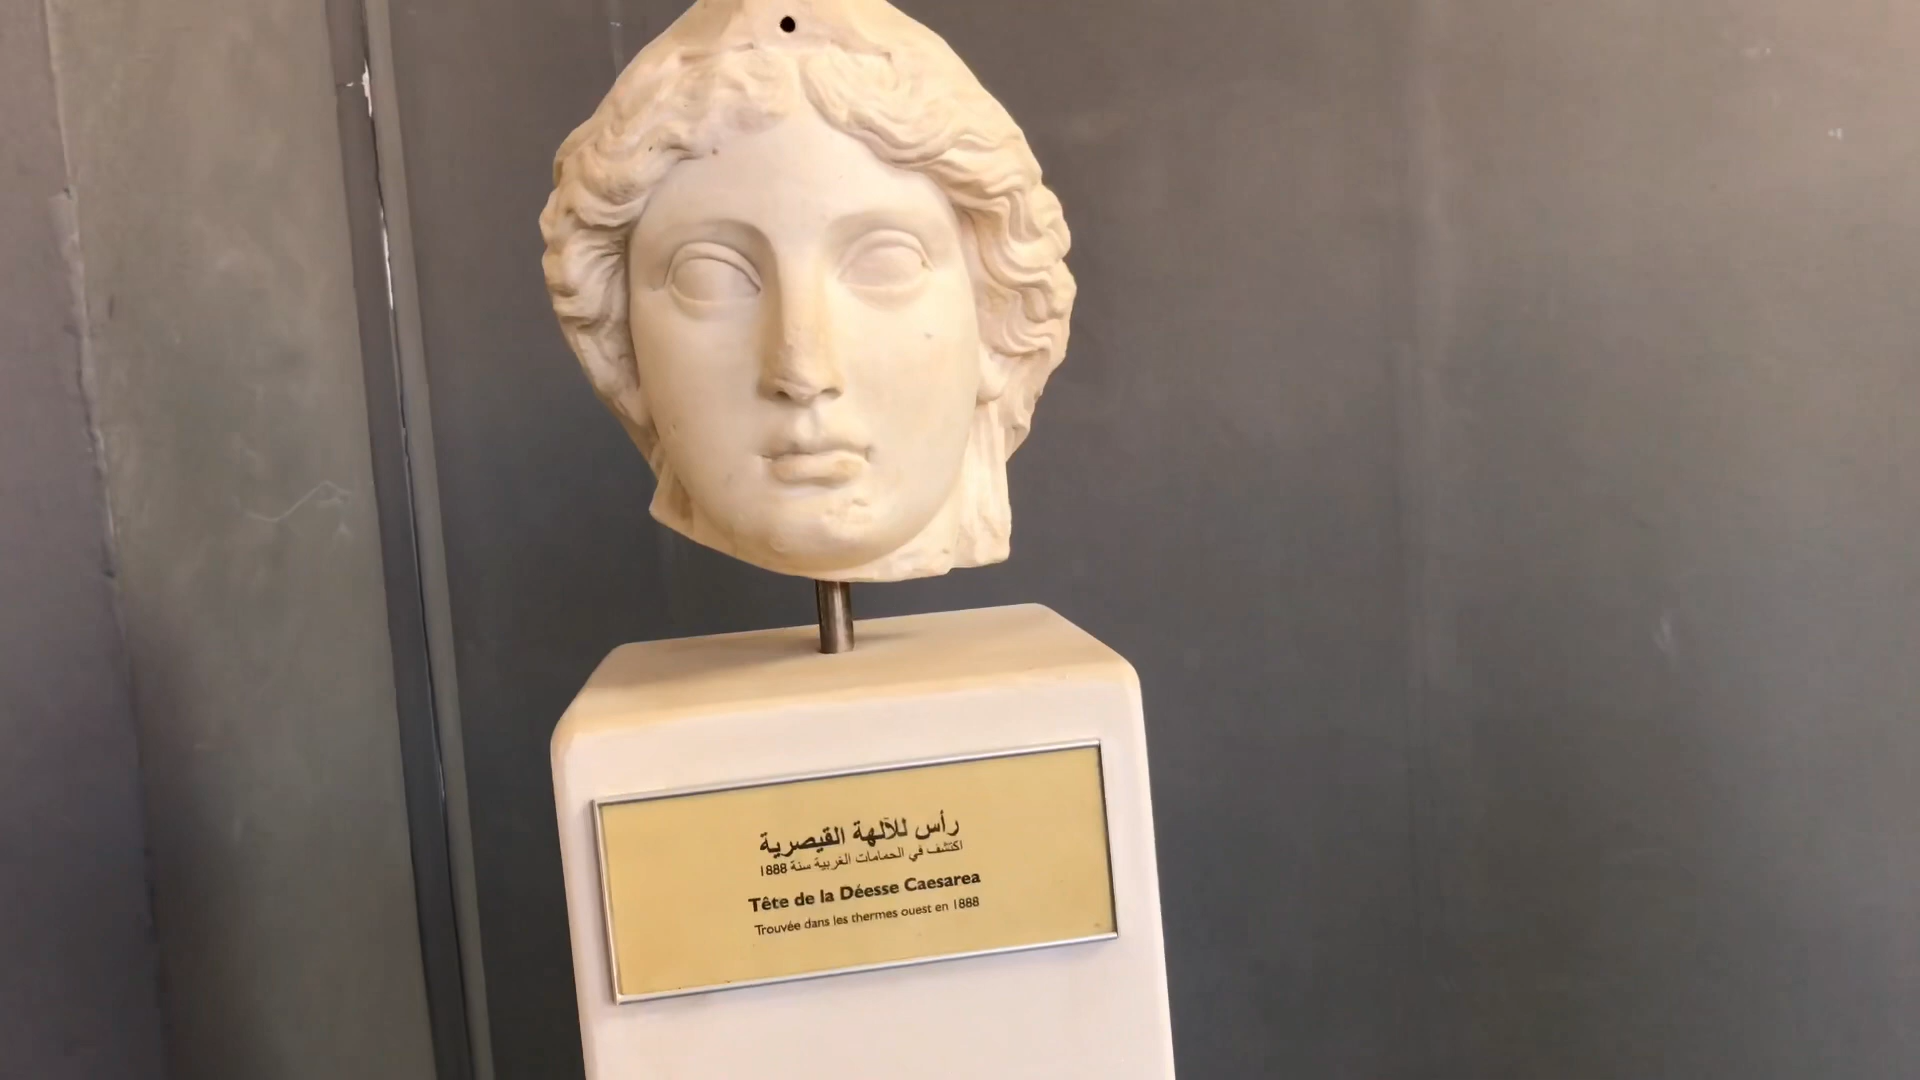 رأس للآلهة القيصرية
اكتشف في الحمامات الغربية سنة 1888
Tête de la Déesse Caesarea
Trouvée dans les thermes ouest en 1888